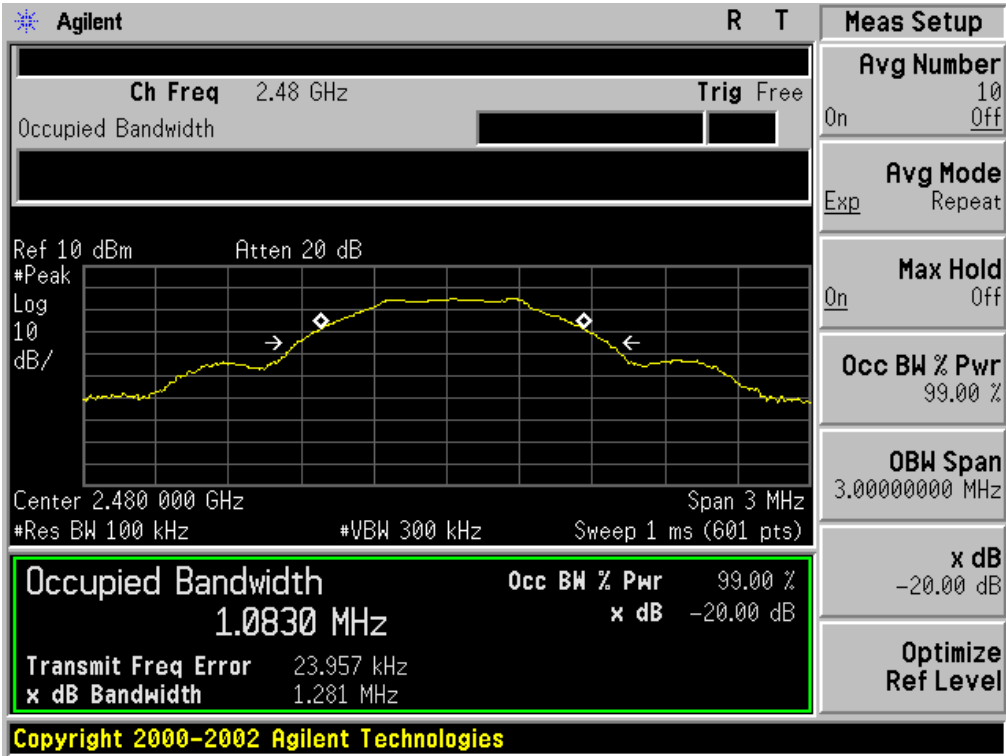 Agilent R T
Ch Freq 2.48 GHz Trig Free
Occupied Bandwidth
Ref 10 dBm Atten 20 dB
#Peak
Log
10
dB/
Center 2.480 000 GHz Span 3 MHz
#Res BW 100 kHz #VBW 300 kHz Sweep 1 ms (601 pts)
Occupied Bandwidth
1.0830 MHz
Occ BW % Pwr 99.00 %
x dB -20.00 dB
Transmit Freq Error 23.957 kHz
x dB Bandwidth 1.281 MHz
Copyright 2000-2002 Agilent Technologies
Meas Setup
Avg Number
10
On Off
Avg Mode
Exp Repeat
Max Hold
On Off
Occ BW % Pwr
99.00 %
OBW Span
3.00000000 MHz
x dB
-20.00 dB
Optimize
Ref Level